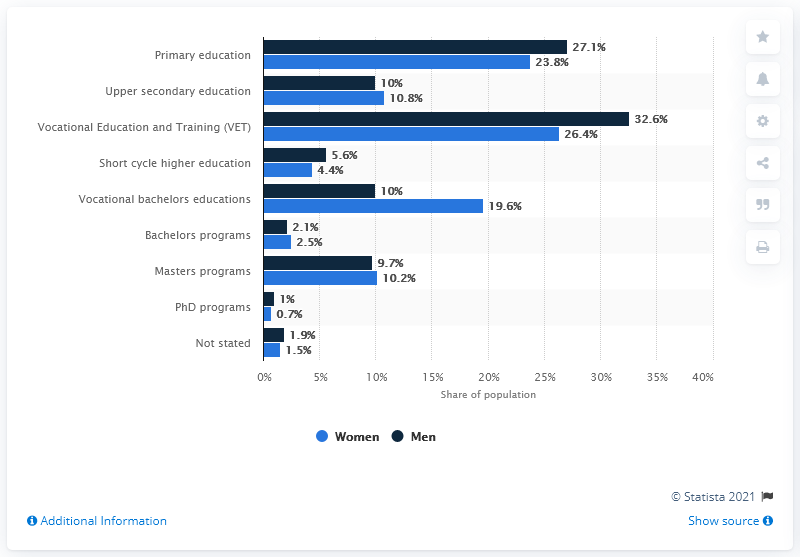 Primary education
27.1%
23.8%
Upper secondary education
10%
10.8%
Vocational Education and Training (VET)
32.6%
26.4%
Short cycle higher education
5.6%
4.4%
Vocational bachelors educations
10%
19.6%
Bachelors programs
2.1%
2.5%
Masters programs
9.7%
10.2%
PhD programs
1%
0.7%
Not stated
1.9%
1.5%
0% 5% 10% 15% 20% 25% 30% 35% 40%
Share of population
Women Men
© Statista 2021
Additional Information Show source